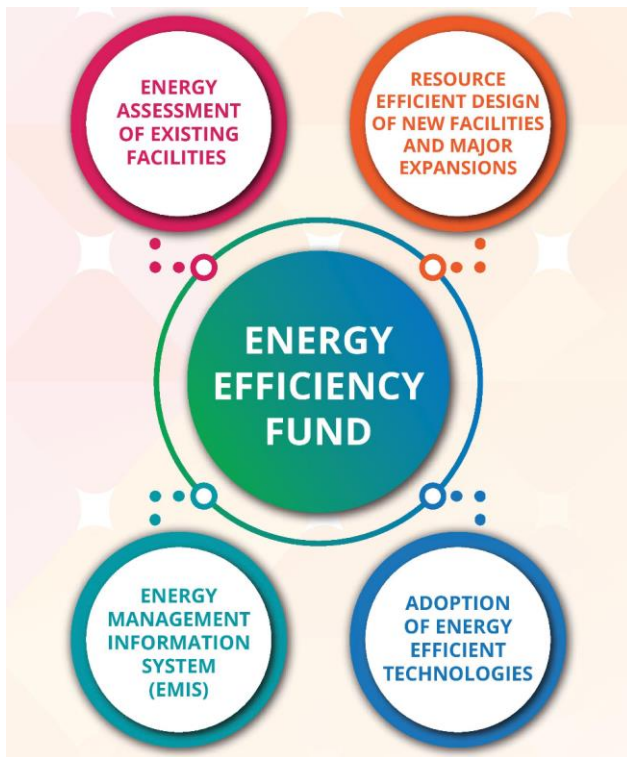 ENERGY
ASSESSMENT
OF EXISTING
FACILITIES
RESOURCE
EFFICIENT DESIGN
OF NEW FACILITIES
AND MAJOR
EXPANSIONS
ENERGY
EFFICIENCY
FUND
ENERGY
MANAGEMENT
INFORMATION
SYSTEM
(EMIS)
ADOPTION
OF ENERGY
EFFICIENT
TECHNOLOGIES